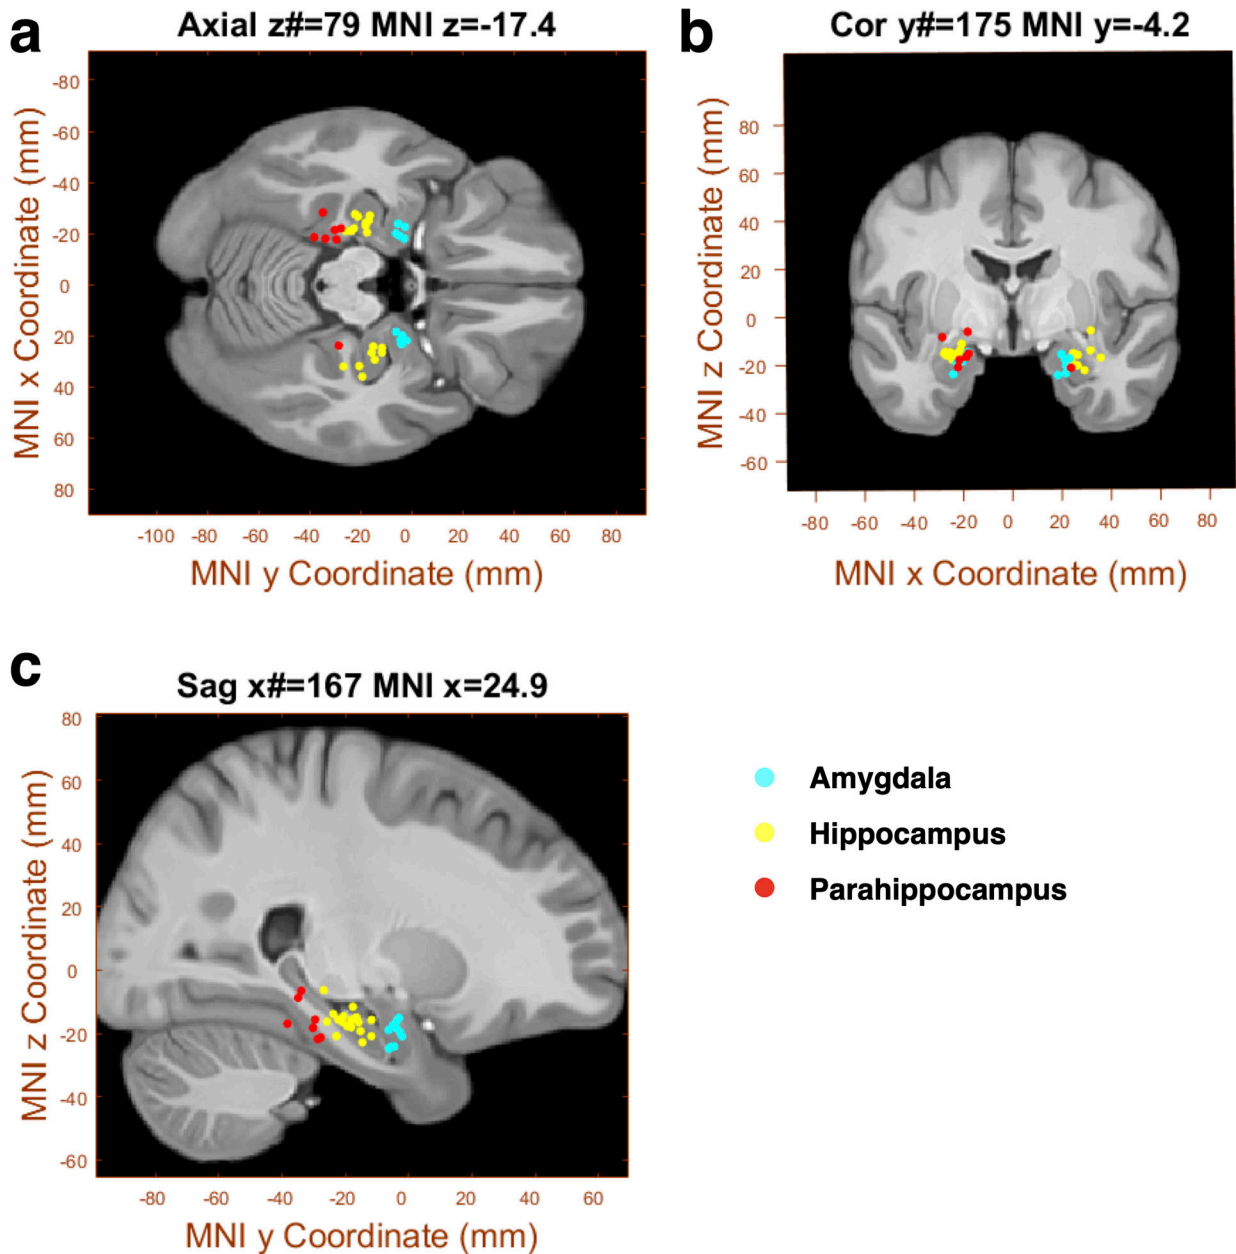 a
Axial z#=79 MNI z=-17.4
MNI x Coordinate (mm)
-80
-60
-40
-20
0
20
40
60
80
-100 -80 -60 -40 -20 0 20 40 60 80
MNI y Coordinate (mm)
b
Cor y#=175 MNI y=-4.2
MNI z Coordinate (mm)
80
60
40
20
0
-20
-40
-60
-80 -60 -40 -20 0 20 40 60 80
MNI x Coordinate (mm)
c
Sag x#=167 MNI x=24.9
MNI z Coordinate (mm)
80
60
40
20
0
-20
-40
-60
-80 -60 -40 -20 0 20 40 60
MNI y Coordinate (mm)
Amygdala
Hippocampus
Parahippocampus